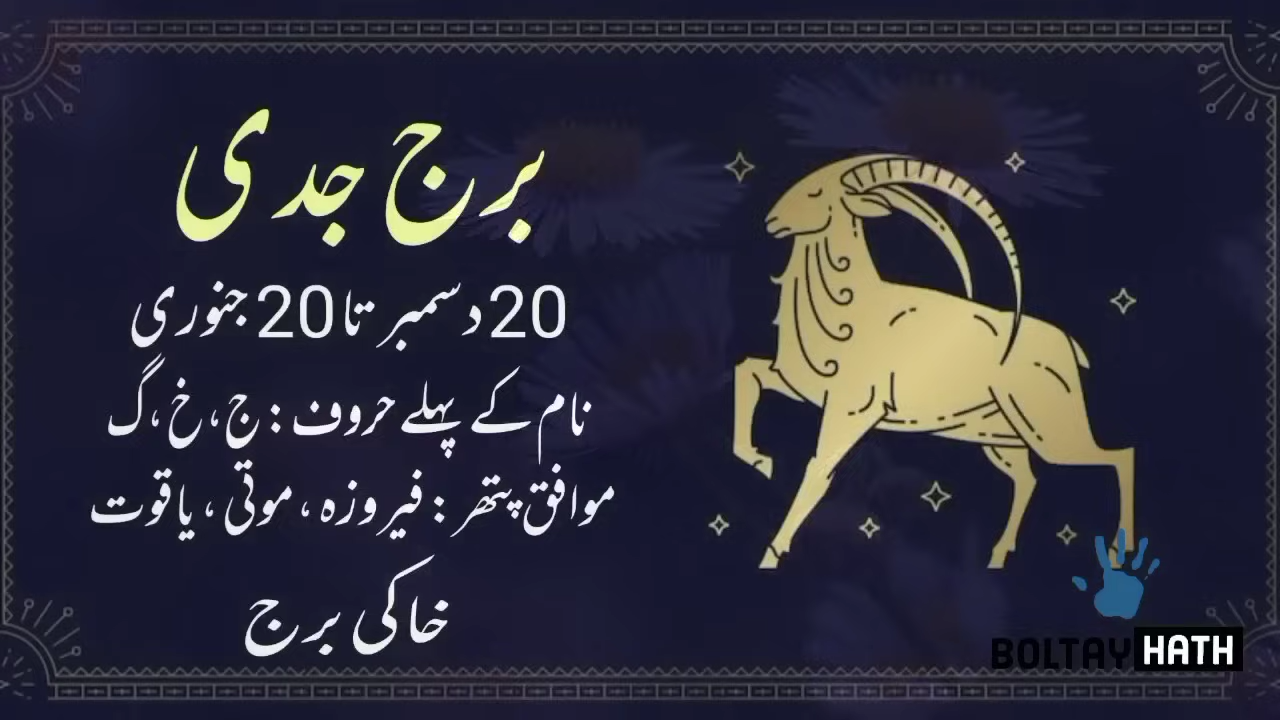 برج جدی
20 دسمبر تا 20 جنوری
نام کے پہلے حروف : ج، خ، گ
موافق پتھر : فیروزہ، موتی، یاقوت
خاکی برج
BOLTAY HATH